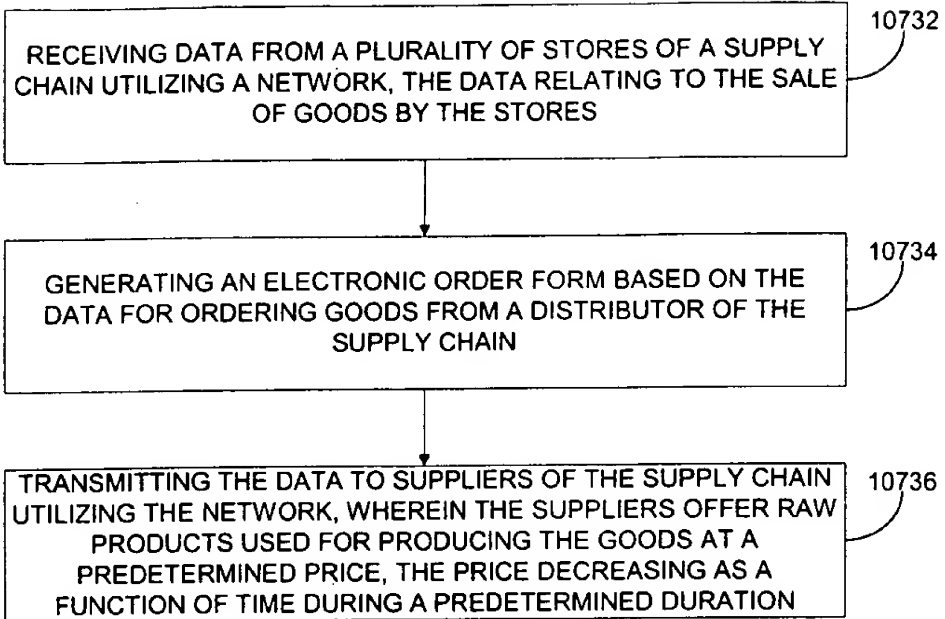 10732
RECEIVING DATA FROM A PLURALITY OF STORES OF A SUPPLY
CHAIN UTILIZING A NETWORK, THE DATA RELATING TO THE SALE
OF GOODS BY THE STORES
10734
GENERATING AN ELECTRONIC ORDER FORM BASED ON THE
DATA FOR ORDERING GOODS FROM A DISTRIBUTOR OF THE
SUPPLY CHAIN
10736
TRANSMITTING THE DATA TO SUPPLIERS OF THE SUPPLY CHAIN
UTILIZING THE NETWORK, WHEREIN THE SUPPLIERS OFFER RAW
PRODUCTS USED FOR PRODUCING THE GOODS AT A
PREDETERMINED PRICE, THE PRICE DECREASING AS A
FUNCTION OF TIME DURING A PREDETERMINED DURATION